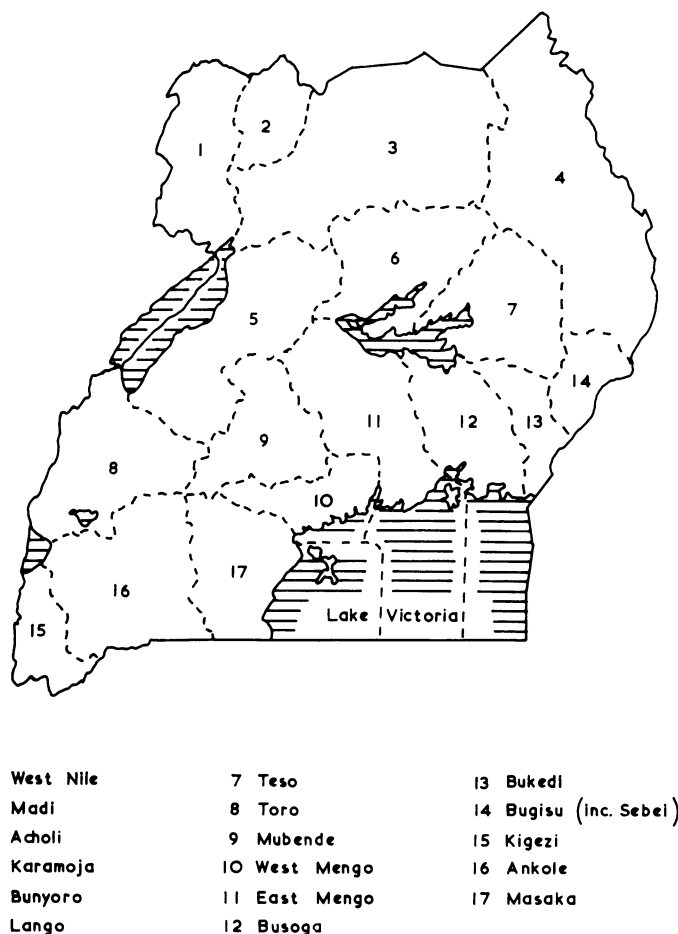 1
2
3
4
5
6
7
8
9
10
11
12
13
14
15
16
17
Lake Victoria
West Nile
Madi
Acholi
Karamoja
Bunyoro
Lango
7 Teso
8 Toro
9 Mubende
10 West Mengo
11 East Mengo
12 Busoga
13 Bukedi
14 Bugisu (inc. Sebei)
15 Kigezi
16 Ankole
17 Masaka